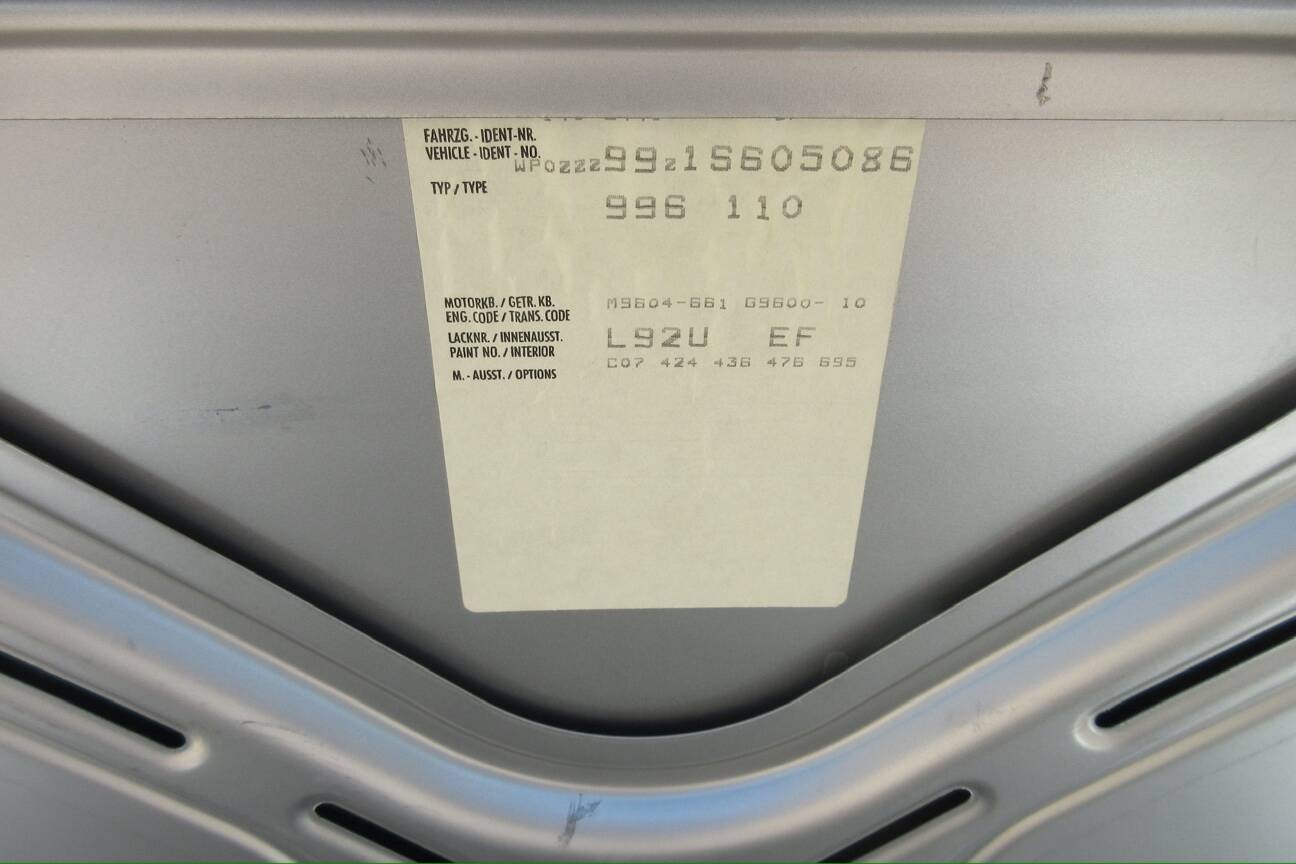 FAHRZG. - IDENT-NR.
VEHICLE - IDENT - NO. WP0ZZZ99Z1S605086
TYP / TYPE
996 110
MOTORKB. / GETR. KB. M9604-661 G9600- 10
ENG. CODE / TRANS. CODE
LACKNR. / INNENAUSST. L92U EF
PAINT NO. / INTERIOR
M. - AUSST. / OPTIONS C07 424 436 476 695